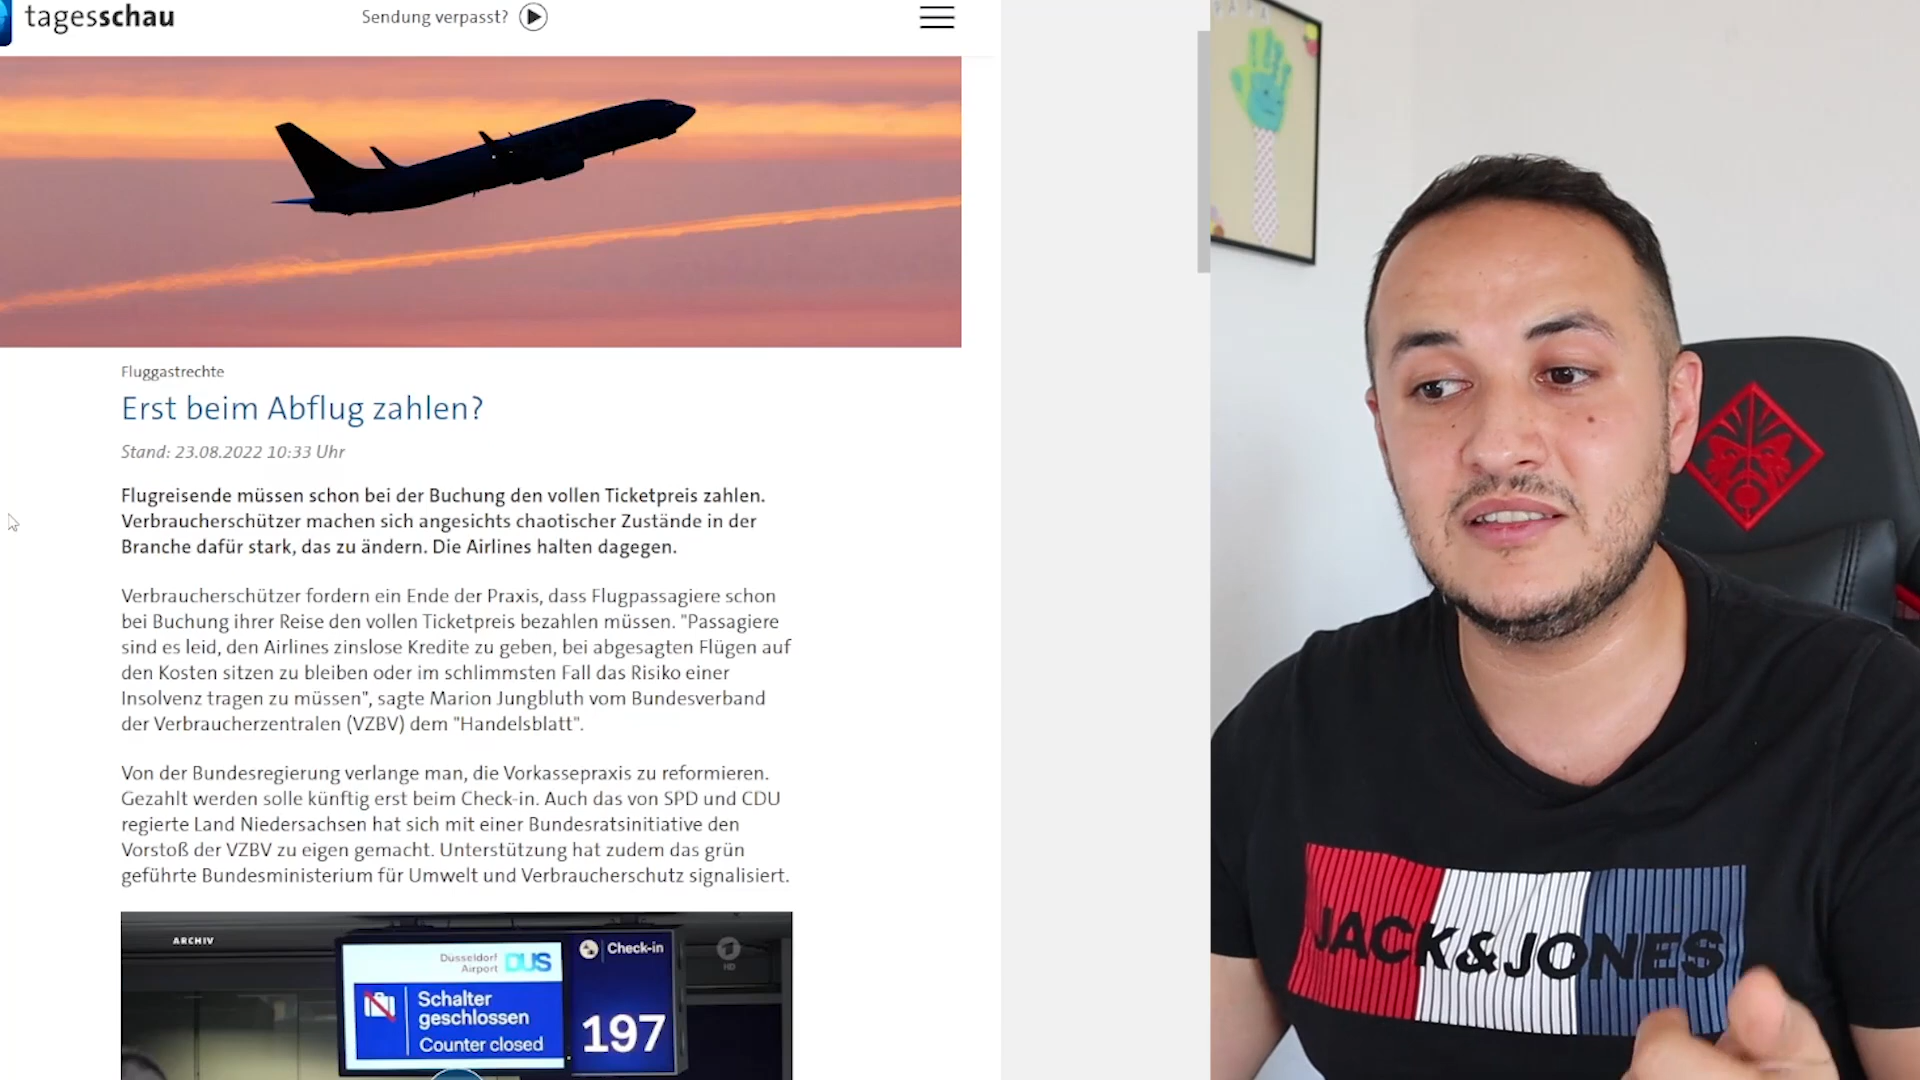 tagesschau
Sendung verpasst?
Fluggastrechte
Erst beim Abflug zahlen?
Stand: 23.08.2022 10:33 Uhr
Flugreisende müssen schon bei der Buchung den vollen Ticketpreis zahlen.
Verbraucherschützer machen sich angesichts chaotischer Zustände in der
Branche dafür stark, das zu ändern. Die Airlines halten dagegen.
Verbraucherschützer fordern ein Ende der Praxis, dass Flugpassagiere schon
bei Buchung ihrer Reise den vollen Ticketpreis bezahlen müssen. "Passagiere
sind es leid, den Airlines zinslose Kredite zu geben, bei abgesagten Flügen auf
den Kosten sitzen zu bleiben oder im schlimmsten Fall das Risiko einer
Insolvenz tragen zu müssen", sagte Marion Jungbluth vom Bundesverband
der Verbraucherzentralen (VZBV) dem "Handelsblatt".
Von der Bundesregierung verlange man, die Vorkassepraxis zu reformieren.
Gezahlt werden solle künftig erst beim Check-in. Auch das von SPD und CDU
regierte Land Niedersachsen hat sich mit einer Bundesratsinitiative den
Vorstoß der VZBV zu eigen gemacht. Unterstützung hat zudem das grün
geführte Bundesministerium für Umwelt und Verbraucherschutz signalisiert.
ARCHIV
Düsseldorf
Airport
DUS
Check-in
HD
Schalter
geschlossen
Counter closed
197
PAPA
JACK&JONES